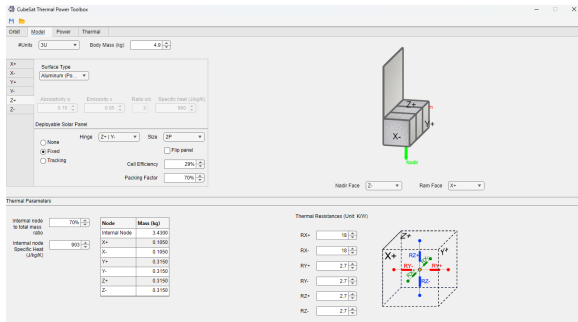 CubeSat Thermal Power Toolbox
Orbit Model Power Thermal
#Units 3U Body Mass (kg) 4.9
X+
X-
Y+
Y-
Z+
Z-
Surface Type
Aluminum (Po...
Absorptivity α Emissivity ε Ratio α/ε Specific heat (J/kg/K)
0.15 0.05 3 900
Deployable Solar Panel
Hinge Z+ | Y- Size 2P
None
Fixed
Tracking
Flip panel
Cell Efficiency 29%
Packing Factor 70%
Z+
Y+
X-
Nadir
Nadir Face Z- Ram Face X+
Thermal Parameters
Internal node to total mass ratio 70%
Internal node Specific Heat (J/kg/K) 903
Node Mass (kg)
Internal Node 3.4300
X+ 0.1050
X- 0.1050
Y+ 0.3150
Y- 0.3150
Z+ 0.3150
Z- 0.3150
Thermal Resistances (Unit: K/W)
RX+ 18
RX- 18
RY+ 2.7
RY- 2.7
RZ+ 2.7
RZ- 2.7
Z+
X+
Y+
RZ+
RY-
RY+
RZ-